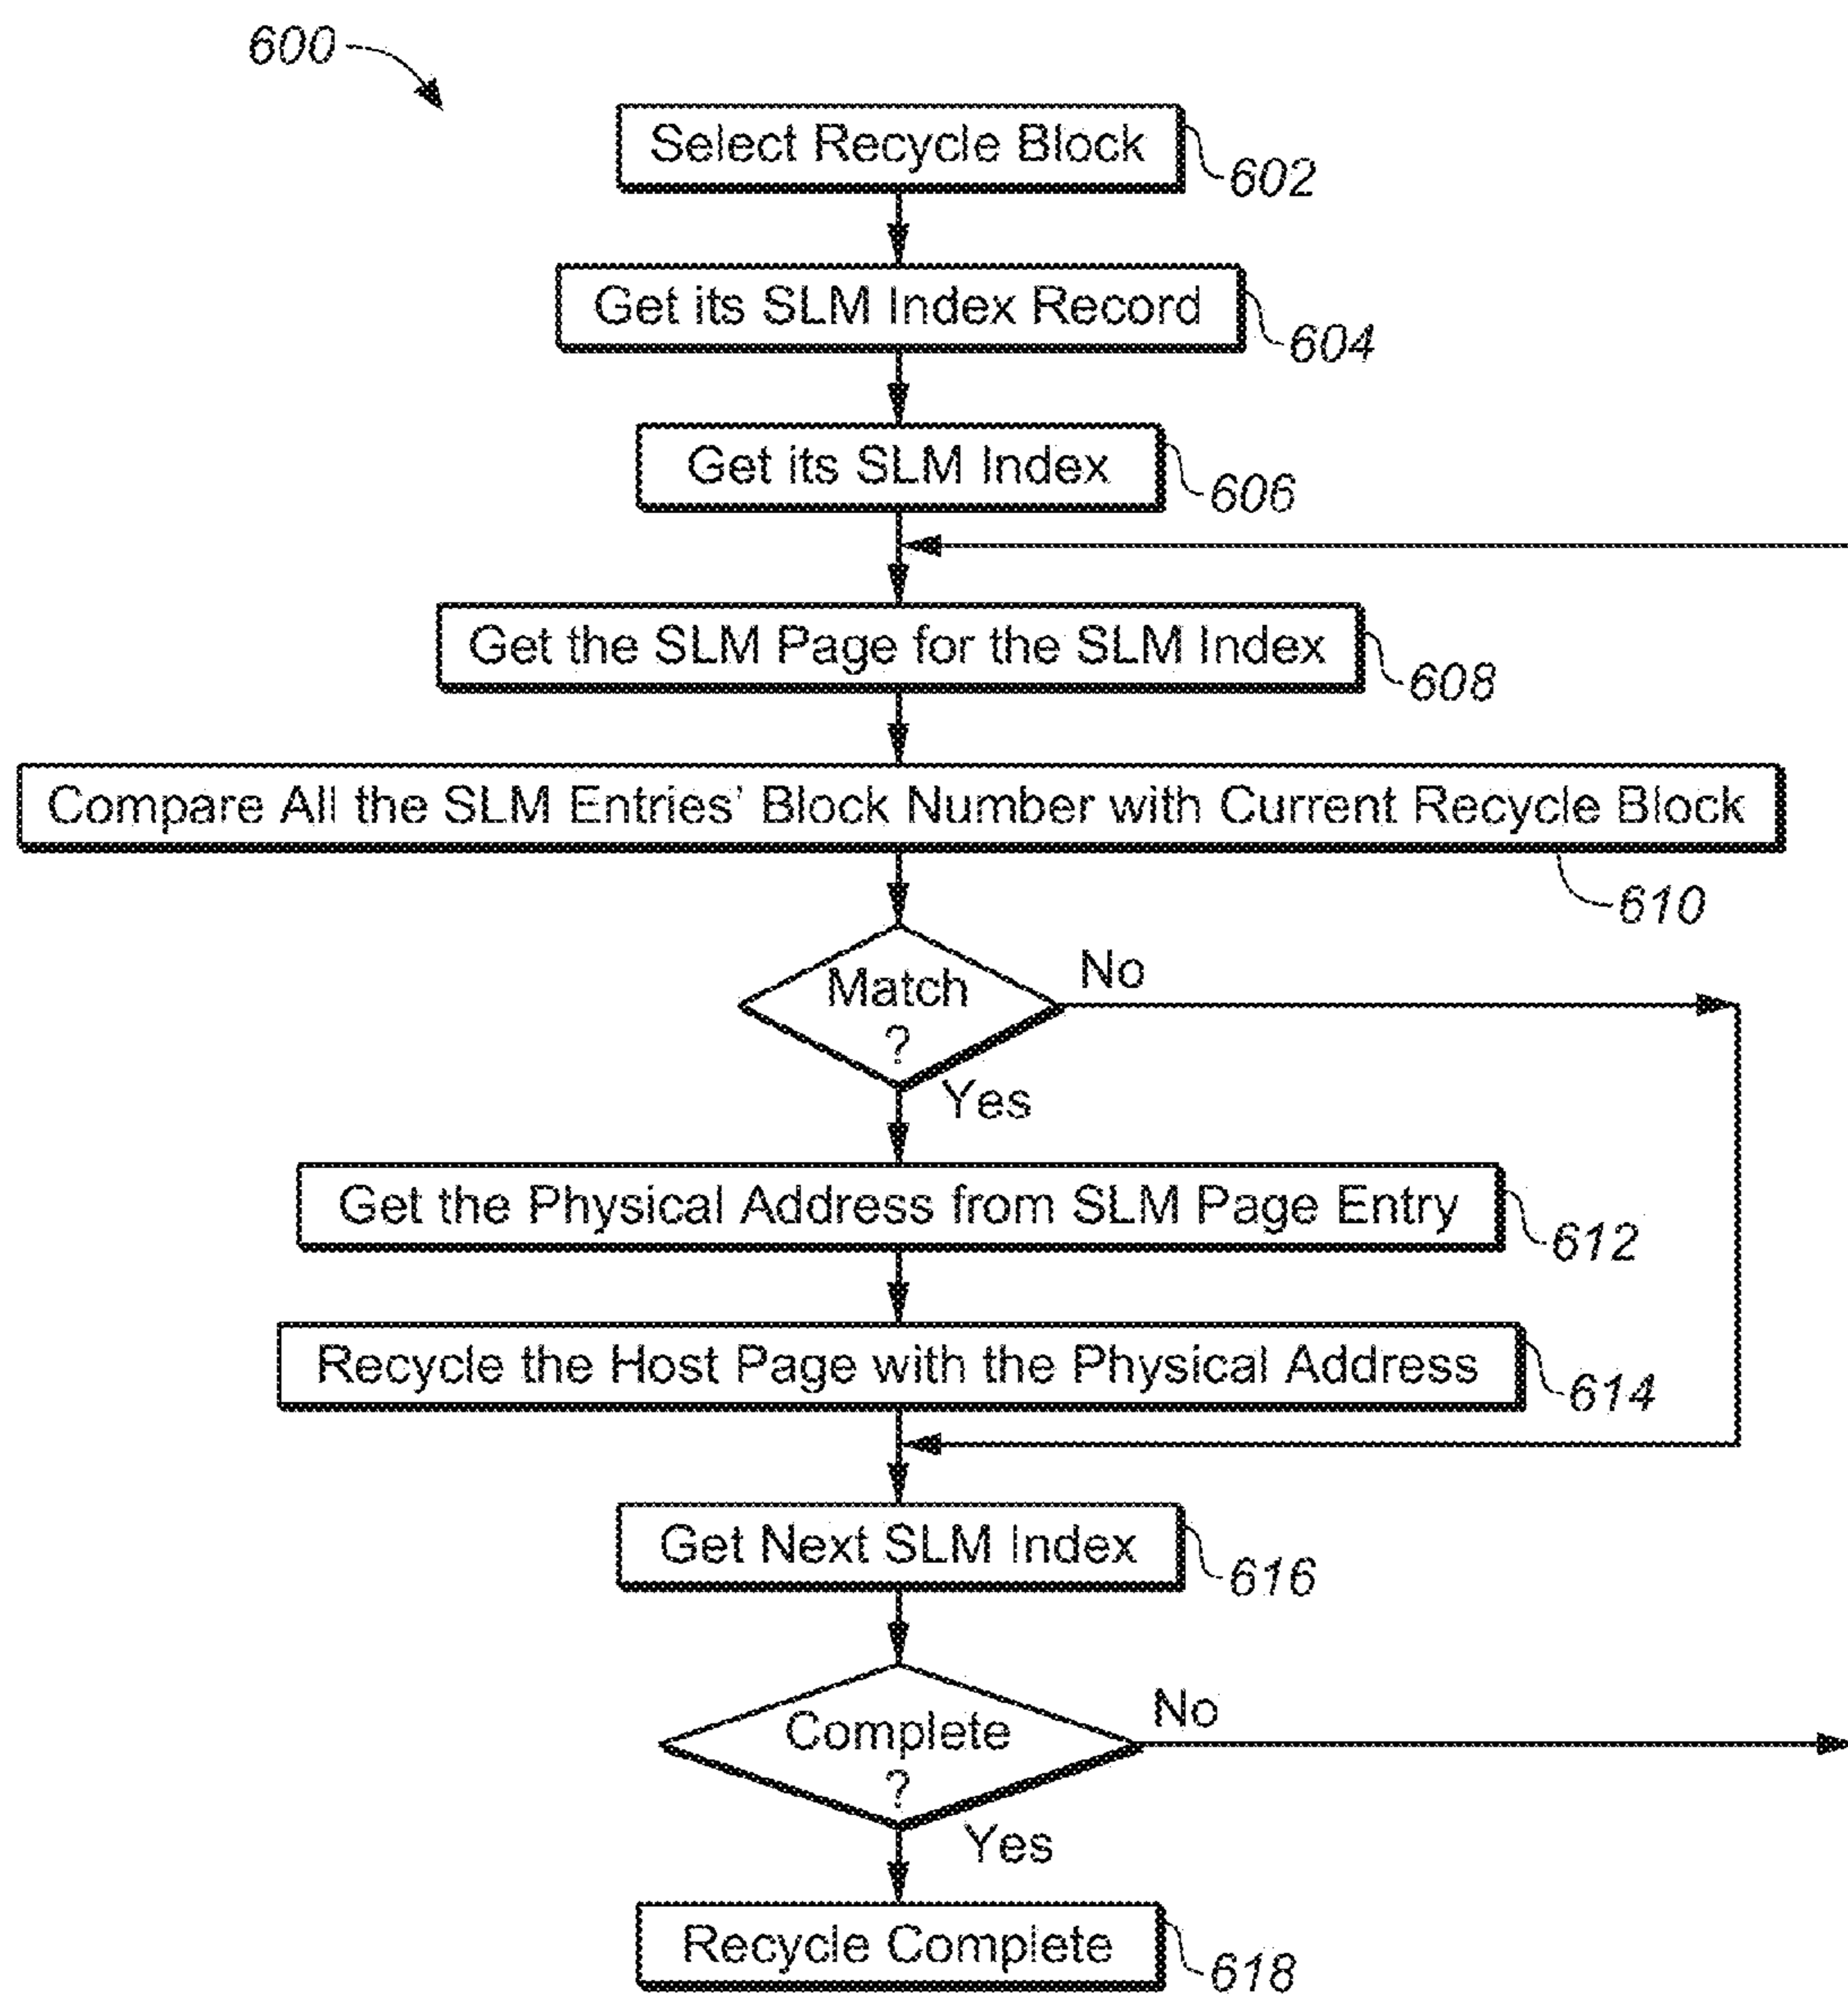 600
Select Recycle Block
602
Get its SLM Index Record
604
Get its SLM Index
606
Get the SLM Page for the SLM Index
608
Compare All the SLM Entries' Block Number with Current Recycle Block
610
Match
?
No
Yes
Get the Physical Address from SLM Page Entry
612
Recycle the Host Page with the Physical Address
614
Get Next SLM Index
616
Complete
?
No
Yes
Recycle Complete
618